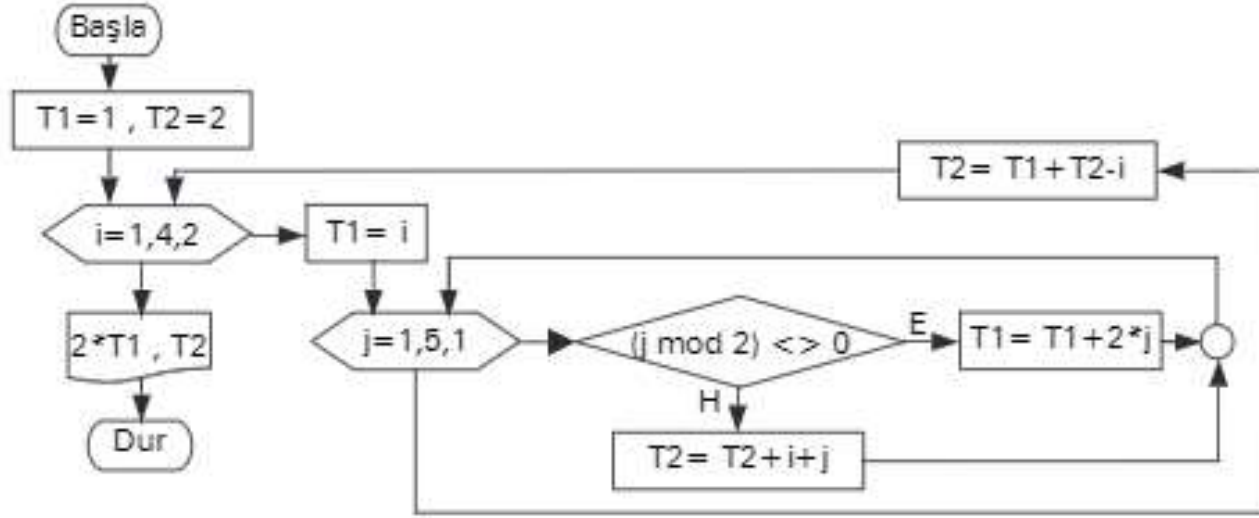 Başla
T1=1 , T2=2
T2= T1+T2-i
i=1,4,2
T1= i
2*T1 , T2
j=1,5,1
(j mod 2) <> 0
E
T1= T1+2*j
H
T2= T2+i+j
Dur